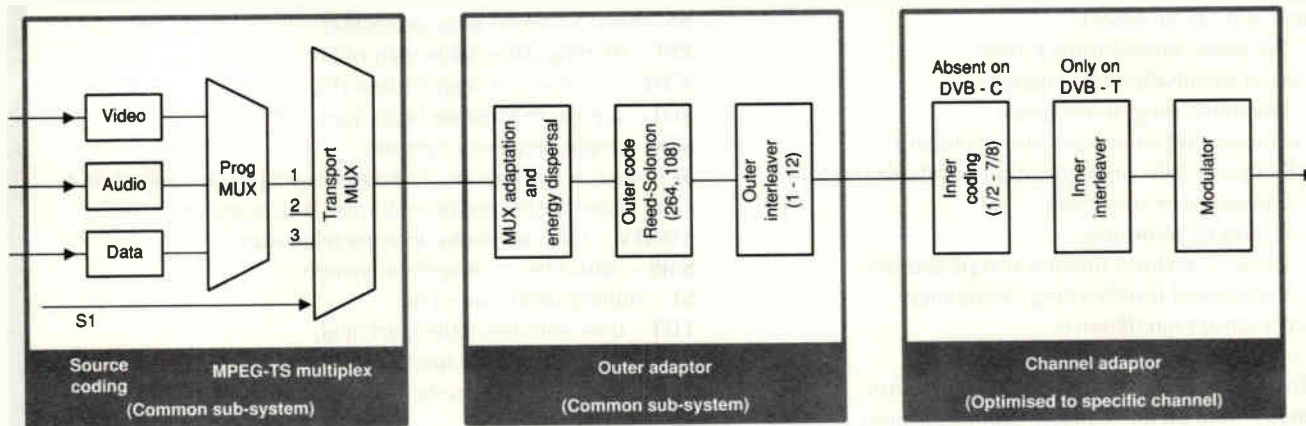 Video
Audio
Data
Prog
MUX
1
2
3
Transport
MUX
S1
Source
coding
MPEG-TS multiplex
(Common sub-system)
MUX adaptation
and
energy dispersal
Outer code
Reed-Solomon
(264, 108)
Outer
interleaver
(1 - 12)
Outer adaptor
(Common sub-system)
Absent on
DVB - C
Only on
DVB - T
Inner
coding
(1/2 - 7/8)
Inner
interleaver
Modulator
Channel adaptor
(Optimised to specific channel)